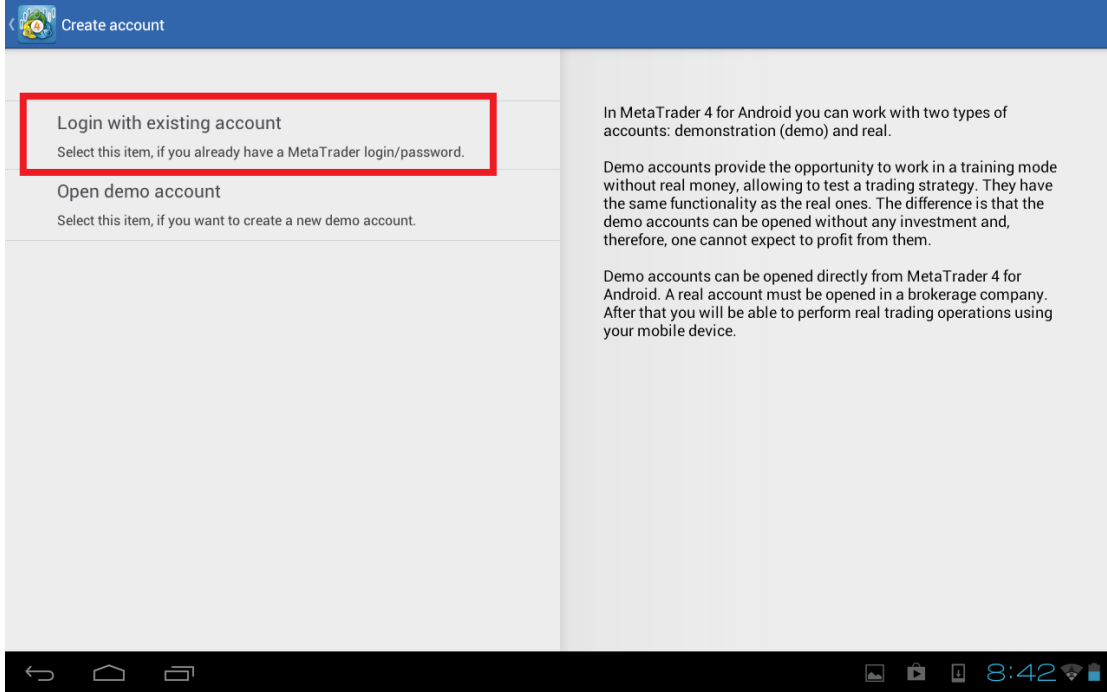 Create account
Login with existing account
Select this item, if you already have a MetaTrader login/password.
Open demo account
Select this item, if you want to create a new demo account.
In MetaTrader 4 for Android you can work with two types of
accounts: demonstration (demo) and real.
Demo accounts provide the opportunity to work in a training mode
without real money, allowing to test a trading strategy. They have
the same functionality as the real ones. The difference is that the
demo accounts can be opened without any investment and,
therefore, one cannot expect to profit from them.
Demo accounts can be opened directly from MetaTrader 4 for
Android. A real account must be opened in a brokerage company.
After that you will be able to perform real trading operations using
your mobile device.
8:42